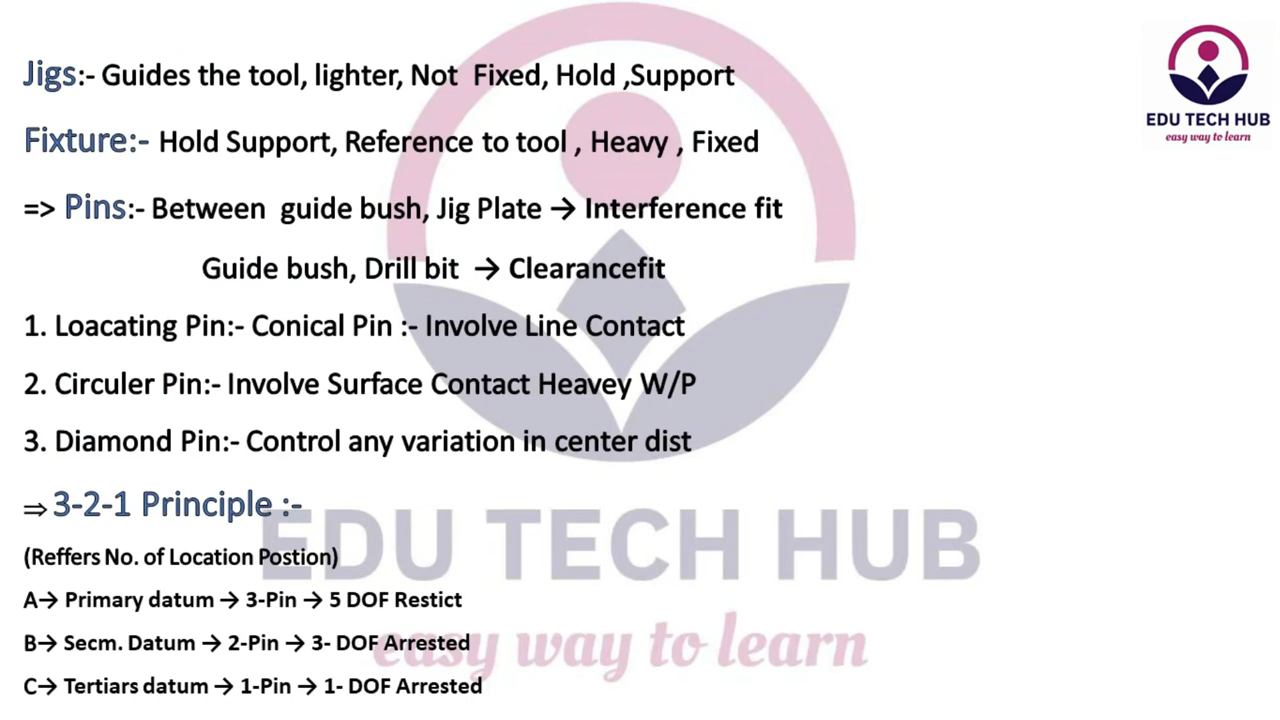 Jigs:- Guides the tool, lighter, Not Fixed, Hold ,Support
EDU TECH HUB
easy way to learn
Fixture:- Hold Support, Reference to tool , Heavy , Fixed
=> Pins:- Between guide bush, Jig Plate → Interference fit
Guide bush, Drill bit → Clearancefit
1. Loacating Pin:- Conical Pin :- Involve Line Contact
2. Circuler Pin:- Involve Surface Contact Heavey W/P
3. Diamond Pin:- Control any variation in center dist
⇒ 3-2-1 Principle :-
EDU TECH HUB
(Reffers No. of Location Postion)
A→ Primary datum → 3-Pin → 5 DOF Restict
B→ Secm. Datum → 2-Pin → 3- DOF Arrested
easy way to learn
C→ Tertiars datum → 1-Pin → 1- DOF Arrested